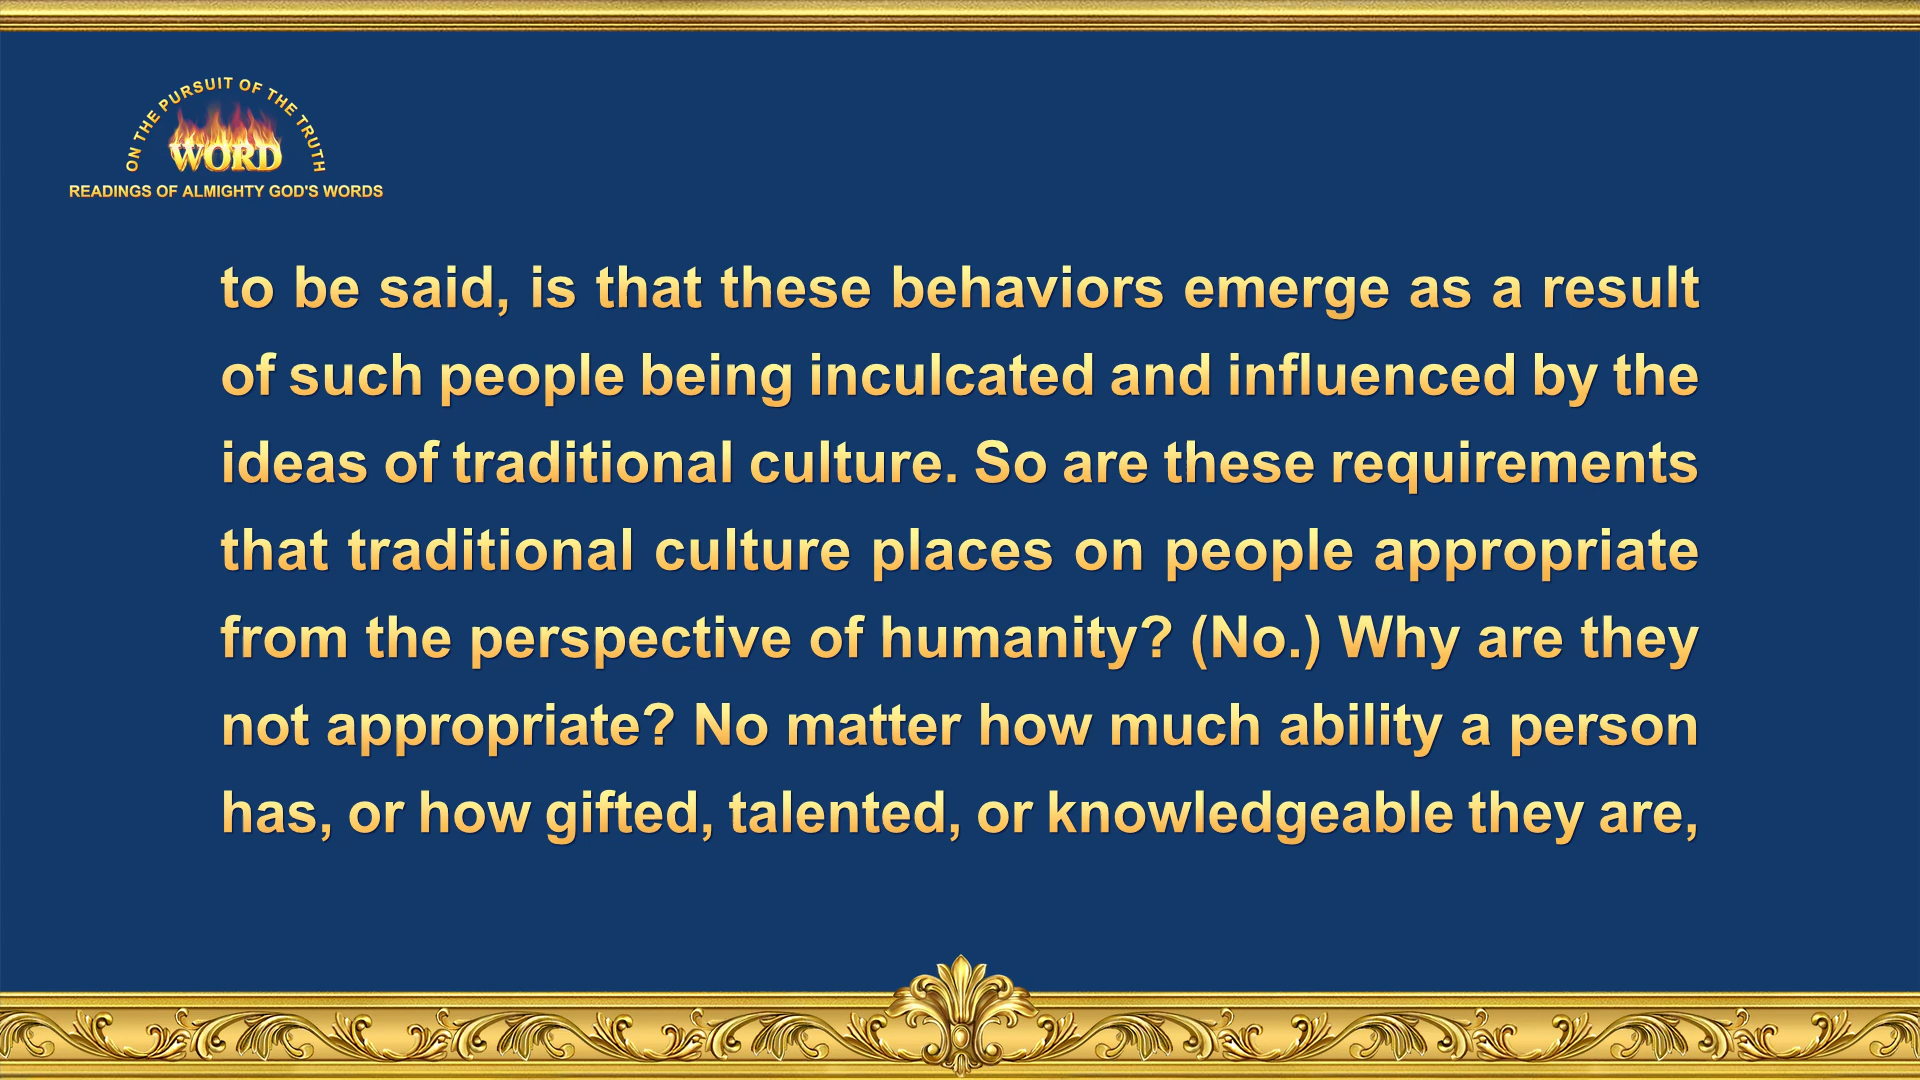 ON THE PURSUIT OF THE TRUTH
WORD
READINGS OF ALMIGHTY GOD'S WORDS
to be said, is that these behaviors emerge as a result
of such people being inculcated and influenced by the
ideas of traditional culture. So are these requirements
that traditional culture places on people appropriate
from the perspective of humanity? (No.) Why are they
not appropriate? No matter how much ability a person
has, or how gifted, talented, or knowledgeable they are,